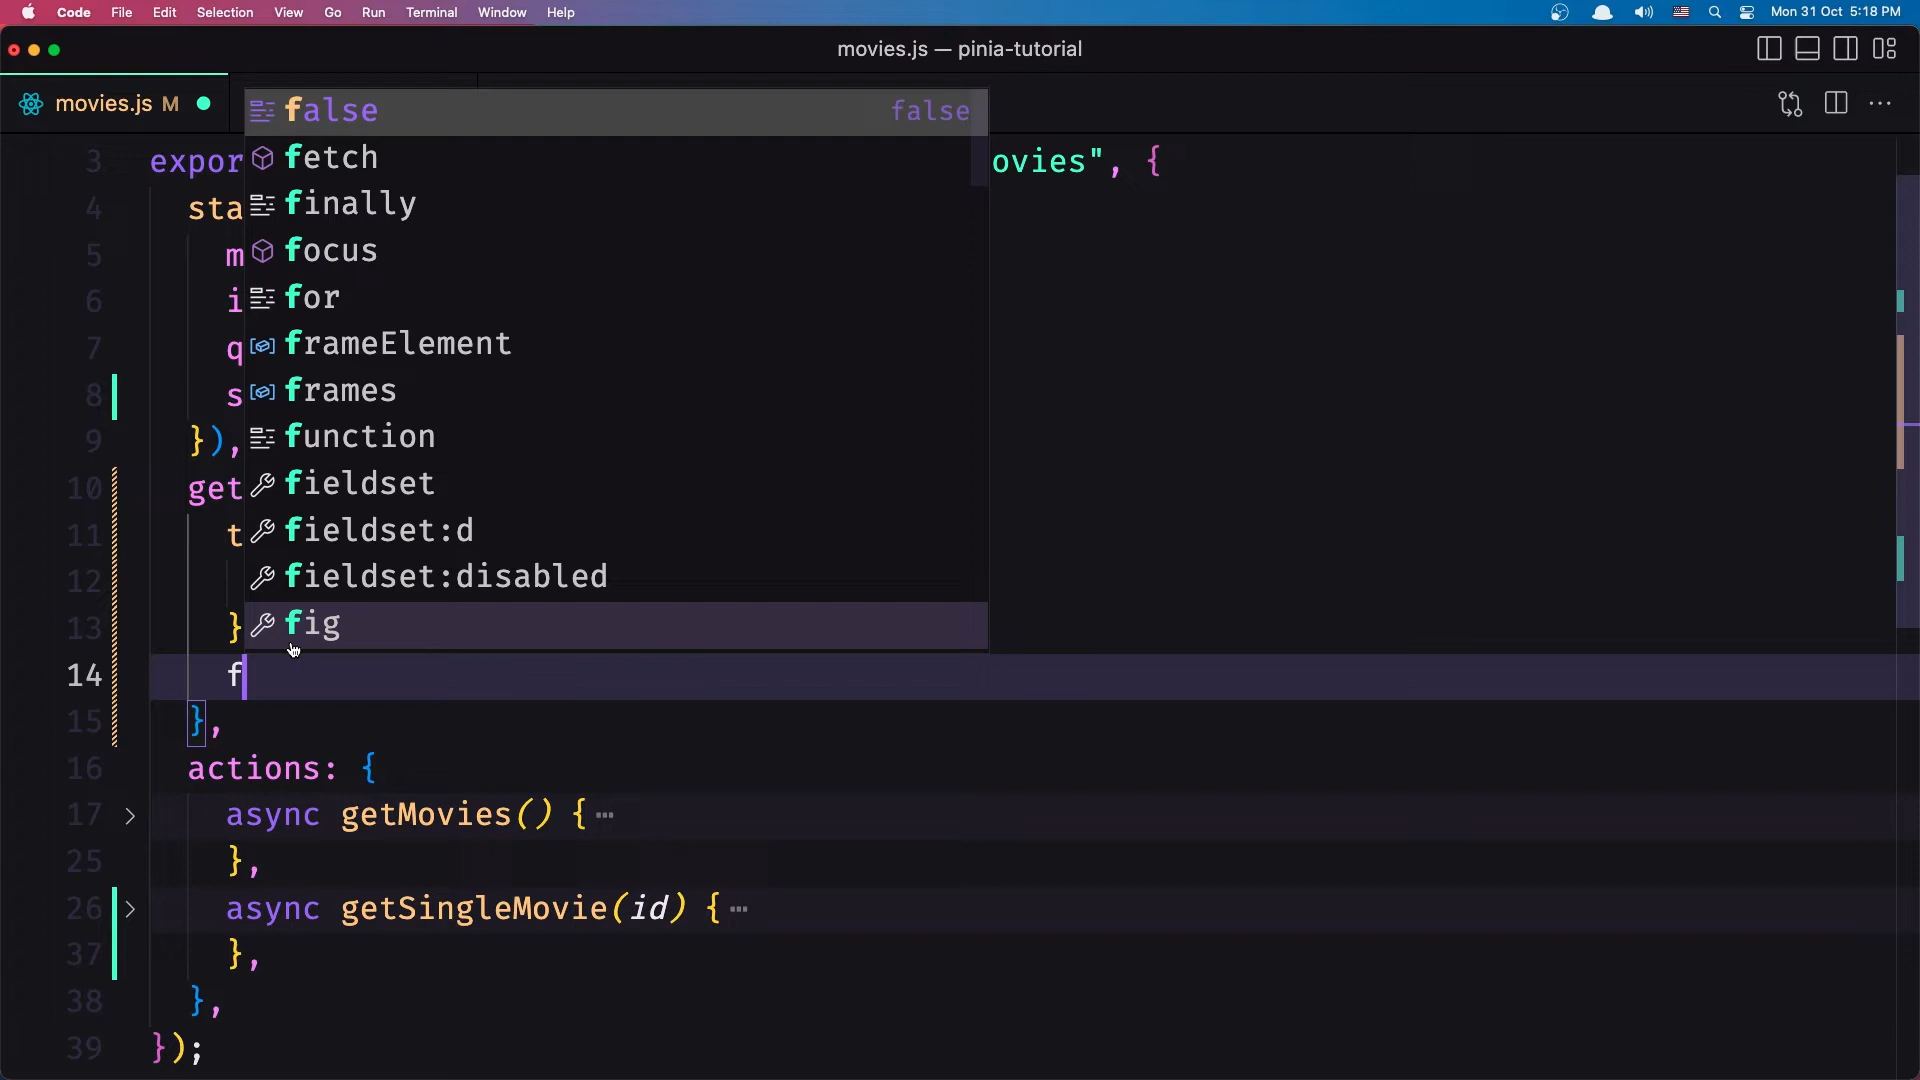 Code File Edit Selection View Go Run Terminal Window Help Mon 31 Oct 5:18 PM
movies.js — pinia-tutorial
movies.js M
false false
fetch
finally
focus
for
frameElement
frames
function
fieldset
fieldset:d
fieldset:disabled
fig
3 expor ovies", {
4 sta
5 m
6 i
7 q
8 s
9 }),
10 get
11 t
12
13 }
14 f
15 },
16 actions: {
17 async getMovies() { ⋯
25 },
26 async getSingleMovie(id) { ⋯
37 },
38 },
39 });